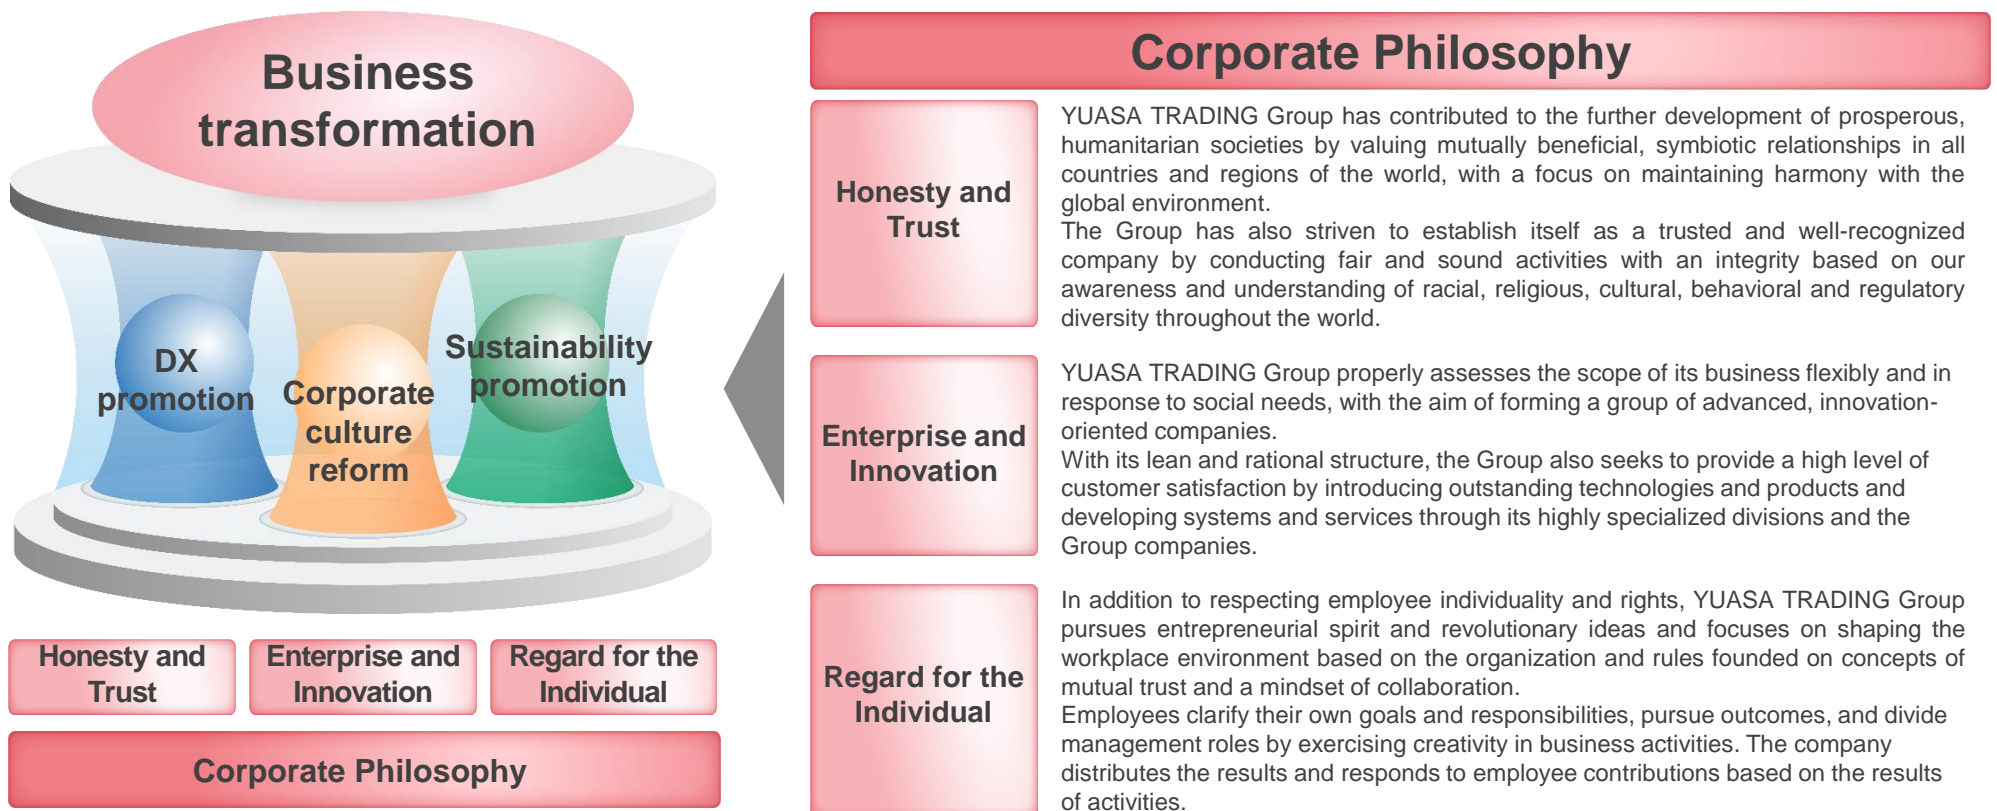 Business
transformation
DX
promotion
Corporate
culture
reform
Sustainability
promotion
Honesty and
Trust
Enterprise and
Innovation
Regard for the
Individual
Corporate Philosophy
Corporate Philosophy
Honesty and
Trust
YUASA TRADING Group has contributed to the further development of prosperous,
humanitarian societies by valuing mutually beneficial, symbiotic relationships in all
countries and regions of the world, with a focus on maintaining harmony with the
global environment.
The Group has also striven to establish itself as a trusted and well-recognized
company by conducting fair and sound activities with an integrity based on our
awareness and understanding of racial, religious, cultural, behavioral and regulatory
diversity throughout the world.
Enterprise and
Innovation
YUASA TRADING Group properly assesses the scope of its business flexibly and in
response to social needs, with the aim of forming a group of advanced, innovation-
oriented companies.
With its lean and rational structure, the Group also seeks to provide a high level of
customer satisfaction by introducing outstanding technologies and products and
developing systems and services through its highly specialized divisions and the
Group companies.
Regard for the
Individual
In addition to respecting employee individuality and rights, YUASA TRADING Group
pursues entrepreneurial spirit and revolutionary ideas and focuses on shaping the
workplace environment based on the organization and rules founded on concepts of
mutual trust and a mindset of collaboration.
Employees clarify their own goals and responsibilities, pursue outcomes, and divide
management roles by exercising creativity in business activities. The company
distributes the results and responds to employee contributions based on the results
of activities.